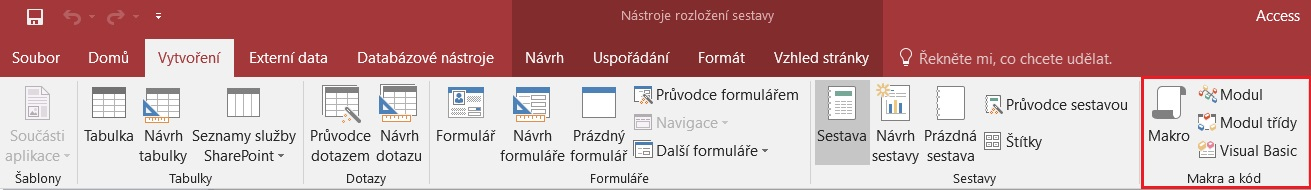 Nástroje rozložení sestavy
Access
Soubor
Domů
Vytvoření
Externí data
Databázové nástroje
Návrh
Uspořádání
Formát
Vzhled stránky
Řekněte mi, co chcete udělat.
Součásti
aplikace
Šablony
Tabulka
Návrh
tabulky
Seznamy služby
SharePoint
Tabulky
Průvodce
dotazem
Návrh
dotazu
Dotazy
Formulář
Návrh
formuláře
Prázdný
formulář
Průvodce formulářem
Navigace
Další formuláře
Formuláře
Sestava
Návrh
sestavy
Prázdná
sestava
Průvodce sestavou
Štítky
Sestavy
Makro
Modul
Modul třídy
Visual Basic
Makra a kód